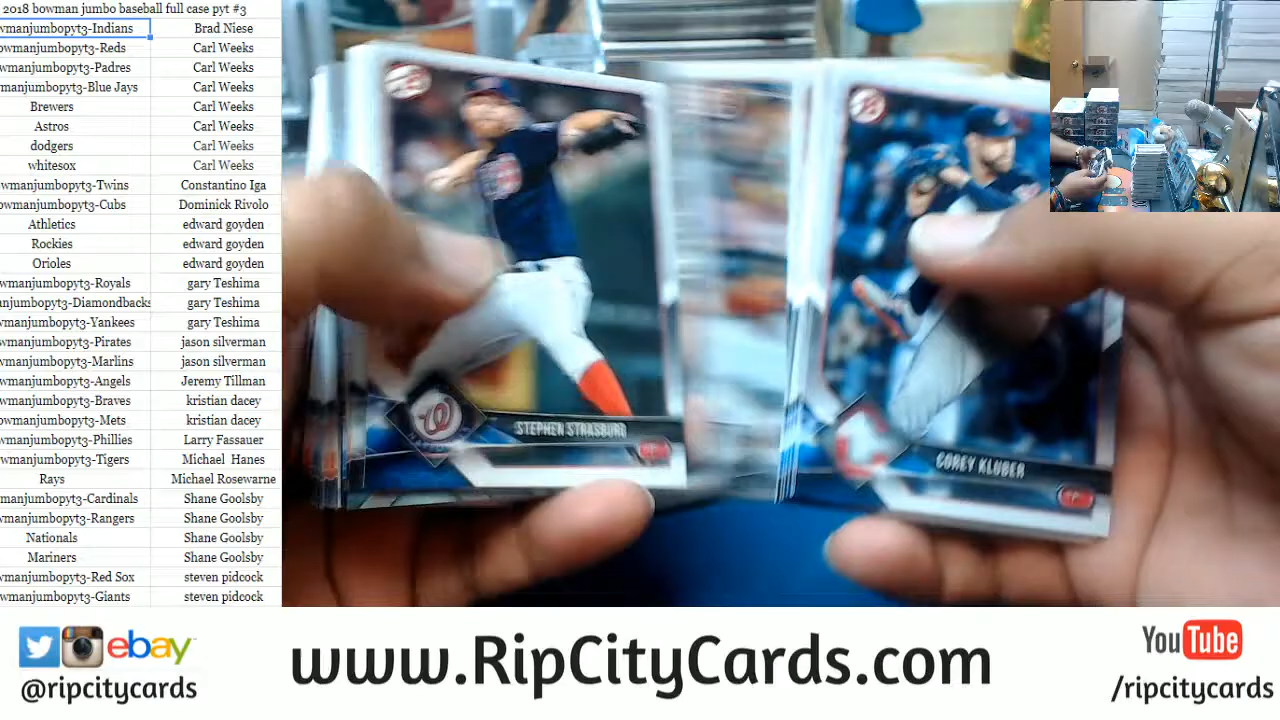 2018 bowman jumbo baseball full case pyt #3
wmanjumbopyt3-Indians Brad Niese
owmanjumbopyt3-Reds Carl Weeks
wmanjumbopyt3-Padres Carl Weeks
manjumbopyt3-Blue Jays Carl Weeks
Brewers Carl Weeks
Astros Carl Weeks
dodgers Carl Weeks
whitesox Carl Weeks
wmanjumbopyt3-Twins Constantino Iga
owmanjumbopyt3-Cubs Dominick Rivolo
Athletics edward goyden
Rockies edward goyden
Orioles edward goyden
wmanjumbopyt3-Royals gary Teshima
anjumbopyt3-Diamondbacks gary Teshima
wmanjumbopyt3-Yankees gary Teshima
wmanjumbopyt3-Pirates jason silverman
wmanjumbopyt3-Marlins jason silverman
wmanjumbopyt3-Angels Jeremy Tillman
wmanjumbopyt3-Braves kristian dacey
owmanjumbopyt3-Mets kristian dacey
wmanjumbopyt3-Phillies Larry Fassauer
wmanjumbopyt3-Tigers Michael Hanes
Rays Michael Rosewarne
manjumbopyt3-Cardinals Shane Goolsby
wmanjumbopyt3-Rangers Shane Goolsby
Nationals Shane Goolsby
Mariners Shane Goolsby
wmanjumbopyt3-Red Sox steven pidcock
wmanjumbopyt3-Giants steven pidcock
W
STEPHEN STRASBURG
C
COREY KLUBER
P
ebay
@ripcitycards
www.RipCityCards.com
YouTube
/ripcitycards